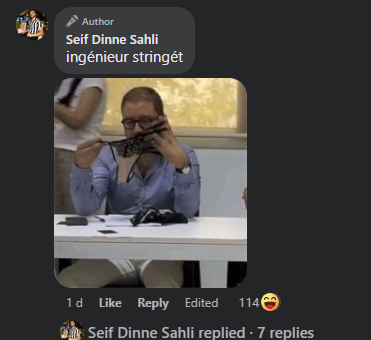 Author
Seif Dinne Sahli
ingénieur stringét
1 d Like Reply Edited 114
Seif Dinne Sahli replied · 7 replies